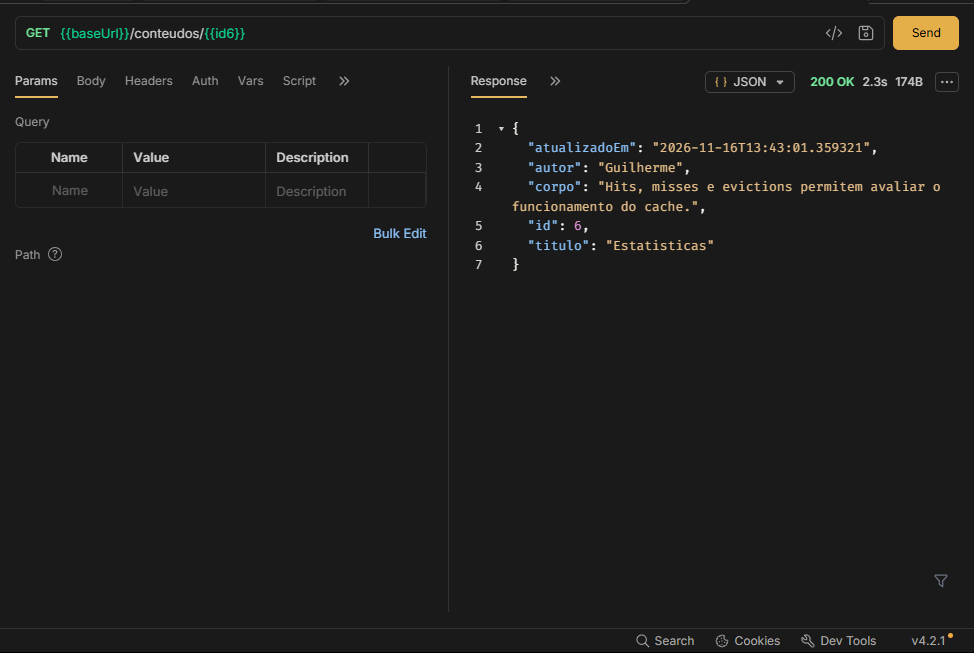 GET {{baseUrl}}/conteudos/{{id6}} </> Send
Params Body Headers Auth Vars Script
Query
Name Value Description
Name Value Description
Bulk Edit
Path ?
Response { } JSON 200 OK 2.3s 174B ...
1 {
2 "atualizadoEm": "2026-11-16T13:43:01.359321",
3 "autor": "Guilherme",
4 "corpo": "Hits, misses e evictions permitem avaliar o
funcionamento do cache.",
5 "id": 6,
6 "titulo": "Estatisticas"
7 }
Search Cookies Dev Tools v4.2.1